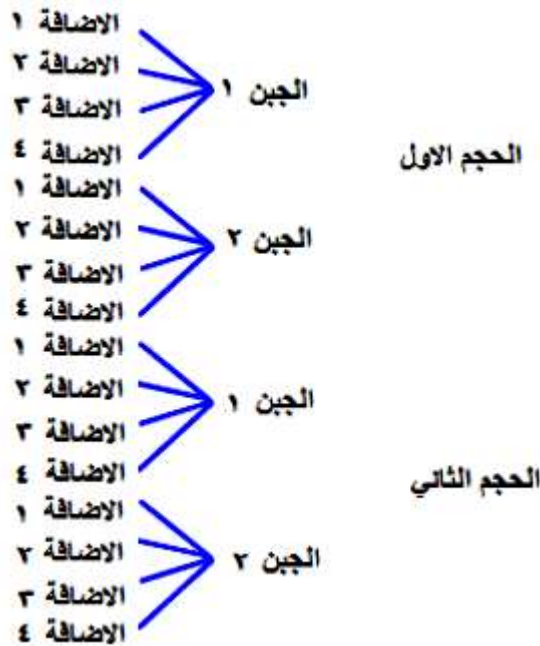 الاضافة ١
الاضافة ٢
الجبن ١
الاضافة ٣
الاضافة ٤
الحجم الاول
الاضافة ١
الاضافة ٢
الجبن ٢
الاضافة ٣
الاضافة ٤
الاضافة ١
الاضافة ٢
الجبن ١
الاضافة ٣
الاضافة ٤
الحجم الثاني
الاضافة ١
الاضافة ٢
الجبن ٢
الاضافة ٣
الاضافة ٤